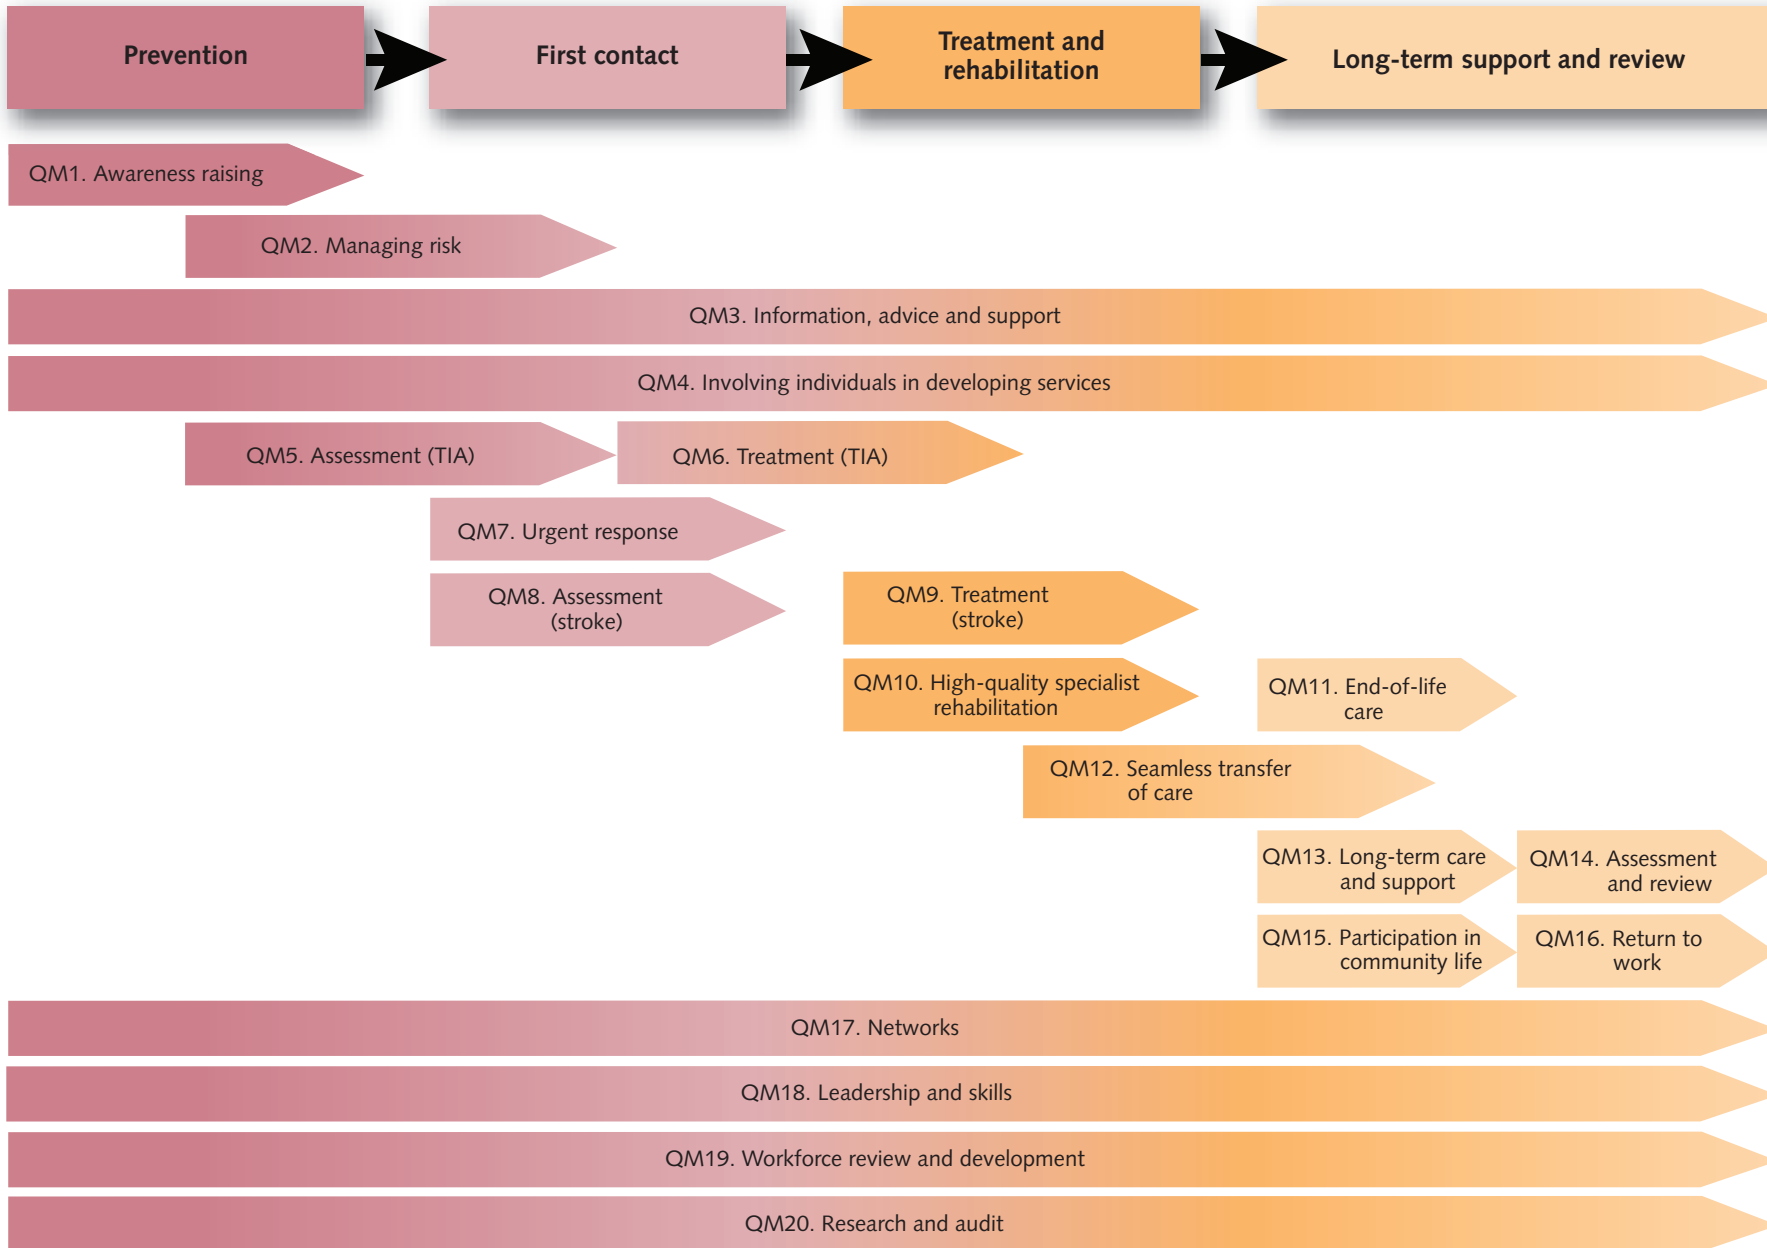 Prevention
First contact
Treatment and
rehabilitation
Long-term support and review
QM1. Awareness raising
QM2. Managing risk
QM3. Information, advice and support
QM4. Involving individuals in developing services
QM5. Assessment (TIA)
QM6. Treatment (TIA)
QM7. Urgent response
QM8. Assessment
(stroke)
QM9. Treatment
(stroke)
QM10. High-quality specialist
rehabilitation
QM11. End-of-life
care
QM12. Seamless transfer
of care
QM13. Long-term care
and support
QM14. Assessment
and review
QM15. Participation in
community life
QM16. Return to
work
QM17. Networks
QM18. Leadership and skills
QM19. Workforce review and development
QM20. Research and audit